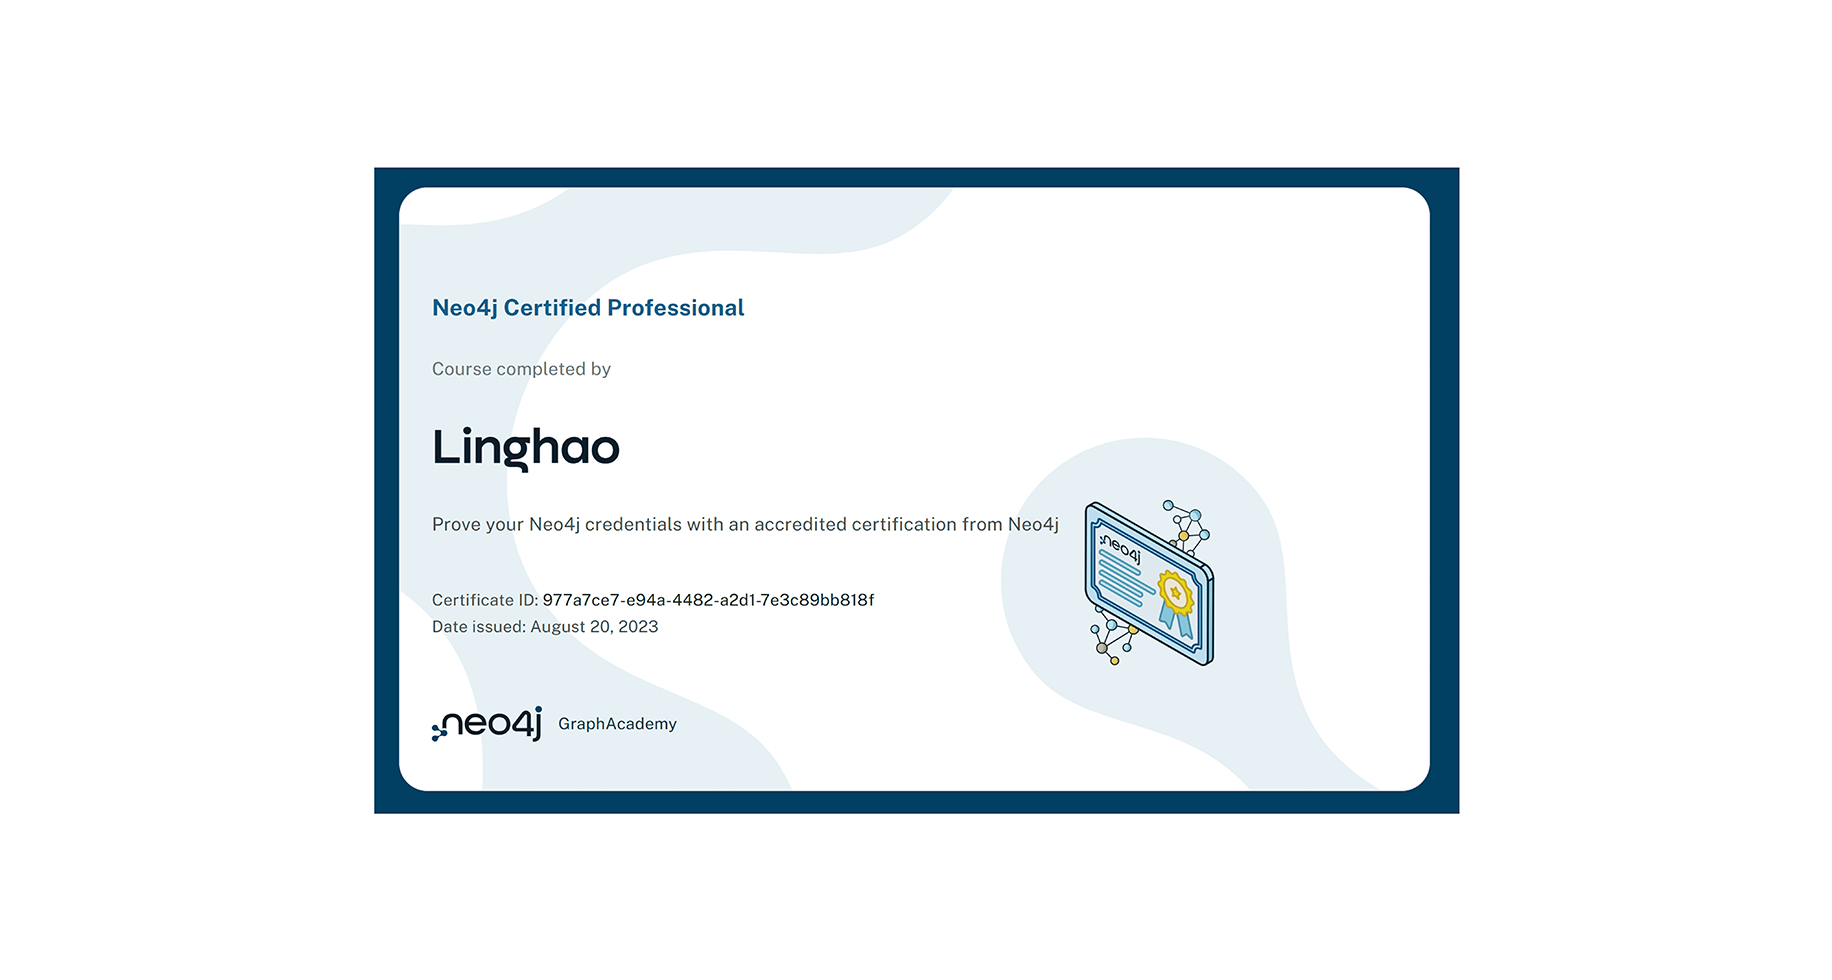 Neo4j Certified Professional
Course completed by
Linghao
Prove your Neo4j credentials with an accredited certification from Neo4j
neo4j
Certificate ID: 977a7ce7-e94a-4482-a2d1-7e3c89bb818f
Date issued: August 20, 2023
neo4j GraphAcademy